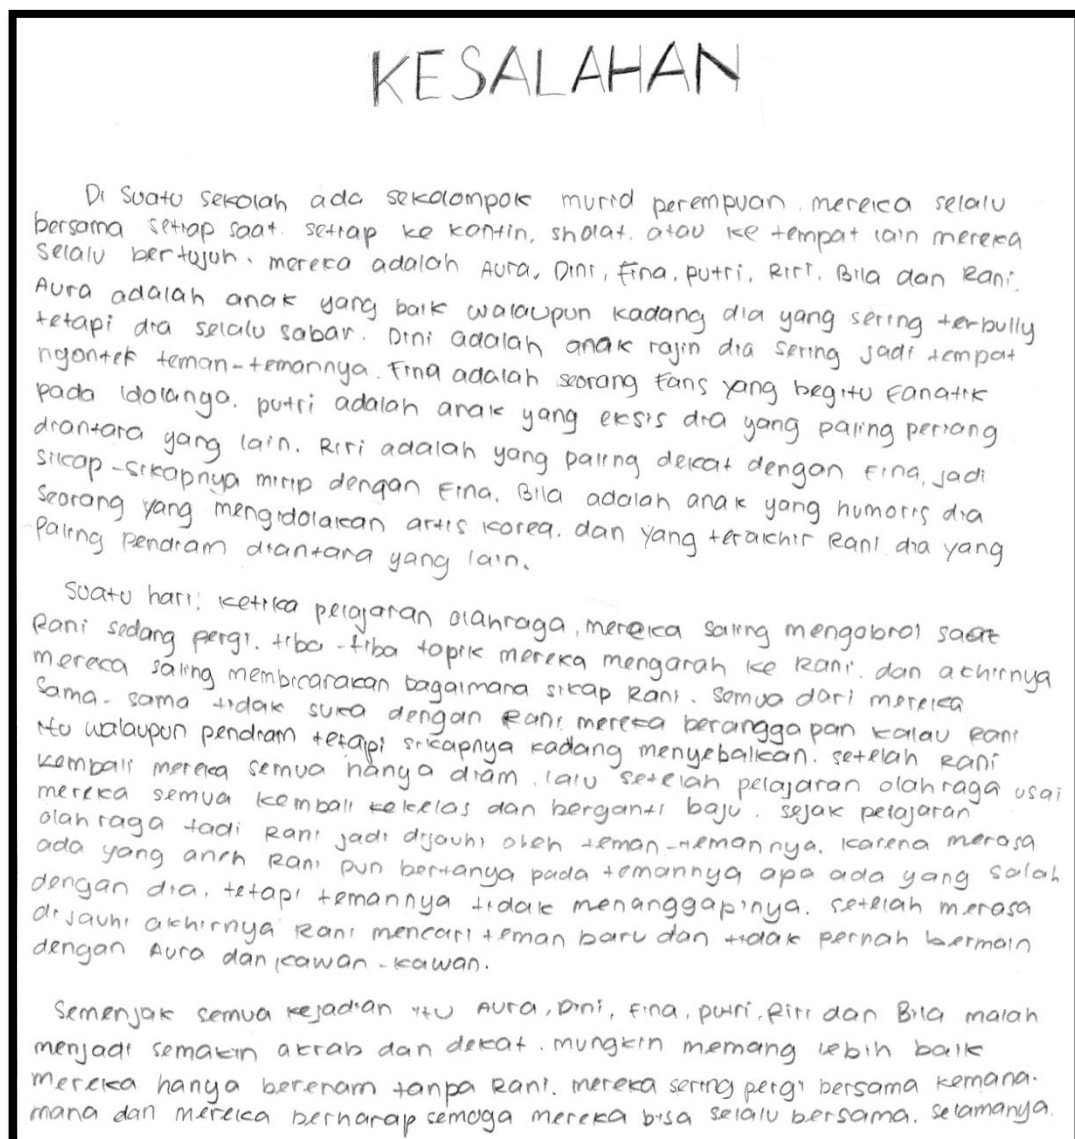 KESALAHAN
Di suatu sekolah ada sekolompok murid perempuan. mereka selalu
bersama setiap saat. setiap ke kantin, sholat, atau ke tempat lain mereka
selalu bertujuh. mereka adalah Aura, Dini, Fina, putri, Riri, Bila dan Rani.
Aura adalah anak yang baik walaupun kadang dia yang sering terbully
tetapi dia selalu sabar. Dini adalah anak rajin dia sering jadi tempat
ngontek teman-temannya. Fina adalah seorang Fans yang begitu Fanatik
pada idolanya. putri adalah anak yang eksis dia yang paling periang
diantara yang lain. Riri adalah yang paling dekat dengan Fina, jadi
sikap-sikapnya mirip dengan Fina. Bila adalah anak yang humoris dia
seorang yang mengidolakan artis korea. dan yang terakhir Rani dia yang
paling pendiam diantara yang lain.
Suatu hari, ketika pelajaran olahraga, mereka saling mengobrol saat
Rani sedang pergi. tiba-tiba topik mereka mengarah ke Rani. dan achirnya
mereka saling membicarakan bagaimana sikap Rani. semua dari mereka
sama-sama tidak suka dengan Rani. mereka beranggapan kalau Rani
itu walaupun pendiam tetapi sikapnya kadang menyebalkan. setelah Rani
kembali mereka semua hanya diam. lalu setelah pelajaran olahraga usai
mereka semua kembali kekelas dan berganti baju. sejak pelajaran
olahraga tadi Rani jadi dijauhi oleh teman-temannya. karena merasa
ada yang aneh Rani pun bertanya pada temannya apa ada yang salah
dengan dia. tetapi temannya tidak menanggapinya. setelah merasa
dijauhi akhirnya Rani mencari teman baru dan tidak pernah bermain
dengan Aura dan kawan-kawan.
Semenjak semua kejadian itu Aura, Dini, Fina, putri, Riri dan Bila malah
menjadi semakin akrab dan dekat. mungkin memang lebih baik
mereka hanya berenam tanpa Rani. mereka sering pergi bersama kemana-
mana dan mereka berharap semoga mereka bisa selalu bersama. selamanya.